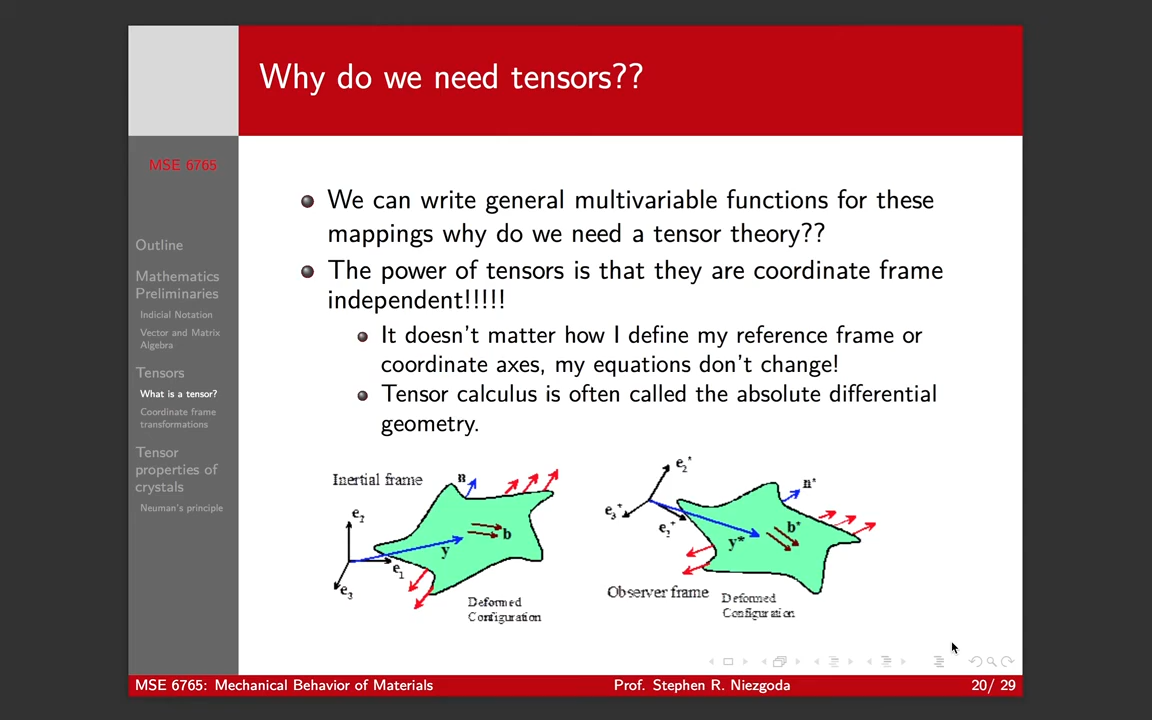 Why do we need tensors??
MSE 6765
Outline
Mathematics
Preliminaries
Indicial Notation
Vector and Matrix
Algebra
Tensors
What is a tensor?
Coordinate frame
transformations
Tensor
properties of
crystals
Neuman's principle
We can write general multivariable functions for these
mappings why do we need a tensor theory??
The power of tensors is that they are coordinate frame
independent!!!!!
It doesn't matter how I define my reference frame or
coordinate axes, my equations don't change!
Tensor calculus is often called the absolute differential
geometry.
Inertial frame
n
e2
b
y
e1
e3
Deformed
Configuration
e2*
n*
e3*
e1*
b*
y*
Observer frame
Deformed
Configuration
MSE 6765: Mechanical Behavior of Materials
Prof. Stephen R. Niezgoda
20/ 29